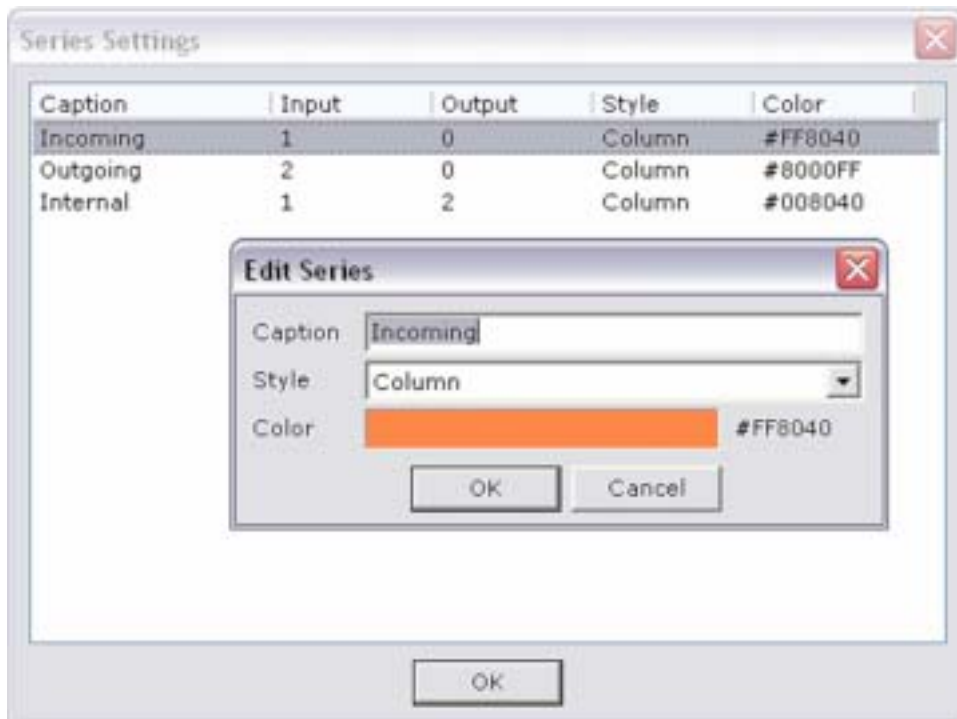 Series Settings
Caption Input Output Style Color
Incoming 1 0 Column #FF8040
Outgoing 2 0 Column #8000FF
Internal 1 2 Column #008040
Edit Series
Caption Incoming
Style Column
Color #FF8040
OK Cancel
OK